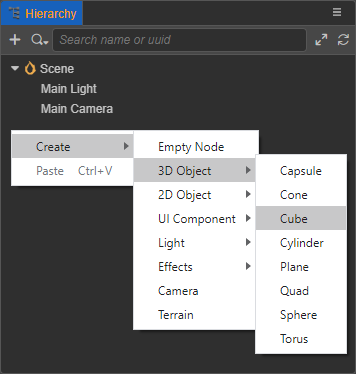 Hierarchy
Search name or uuid
Scene
Main Light
Main Camera
Create
Paste Ctrl+V
Empty Node
3D Object
2D Object
UI Component
Light
Effects
Camera
Terrain
Capsule
Cone
Cube
Cylinder
Plane
Quad
Sphere
Torus